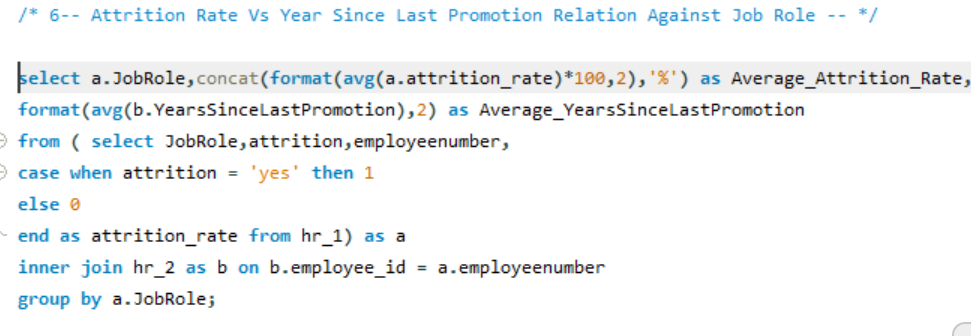 /* 6-- Attrition Rate Vs Year Since Last Promotion Relation Against Job Role -- */
select a.JobRole,concat(format(avg(a.attrition_rate)*100,2),'%') as Average_Attrition_Rate,
format(avg(b.YearsSinceLastPromotion),2) as Average_YearsSinceLastPromotion
from ( select JobRole,attrition,employeenumber,
case when attrition = 'yes' then 1
else 0
end as attrition_rate from hr_1) as a
inner join hr_2 as b on b.employee_id = a.employeenumber
group by a.JobRole;